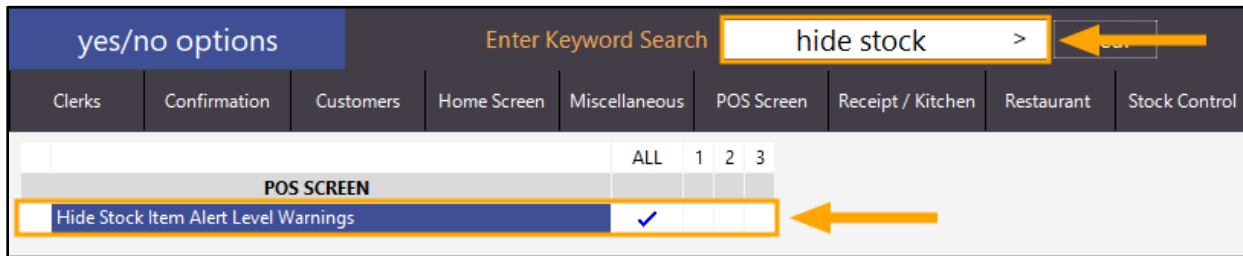 yes/no options Enter Keyword Search hide stock >
Clerks Confirmation Customers Home Screen Miscellaneous POS Screen Receipt / Kitchen Restaurant Stock Control
ALL 1 2 3
POS SCREEN
Hide Stock Item Alert Level Warnings